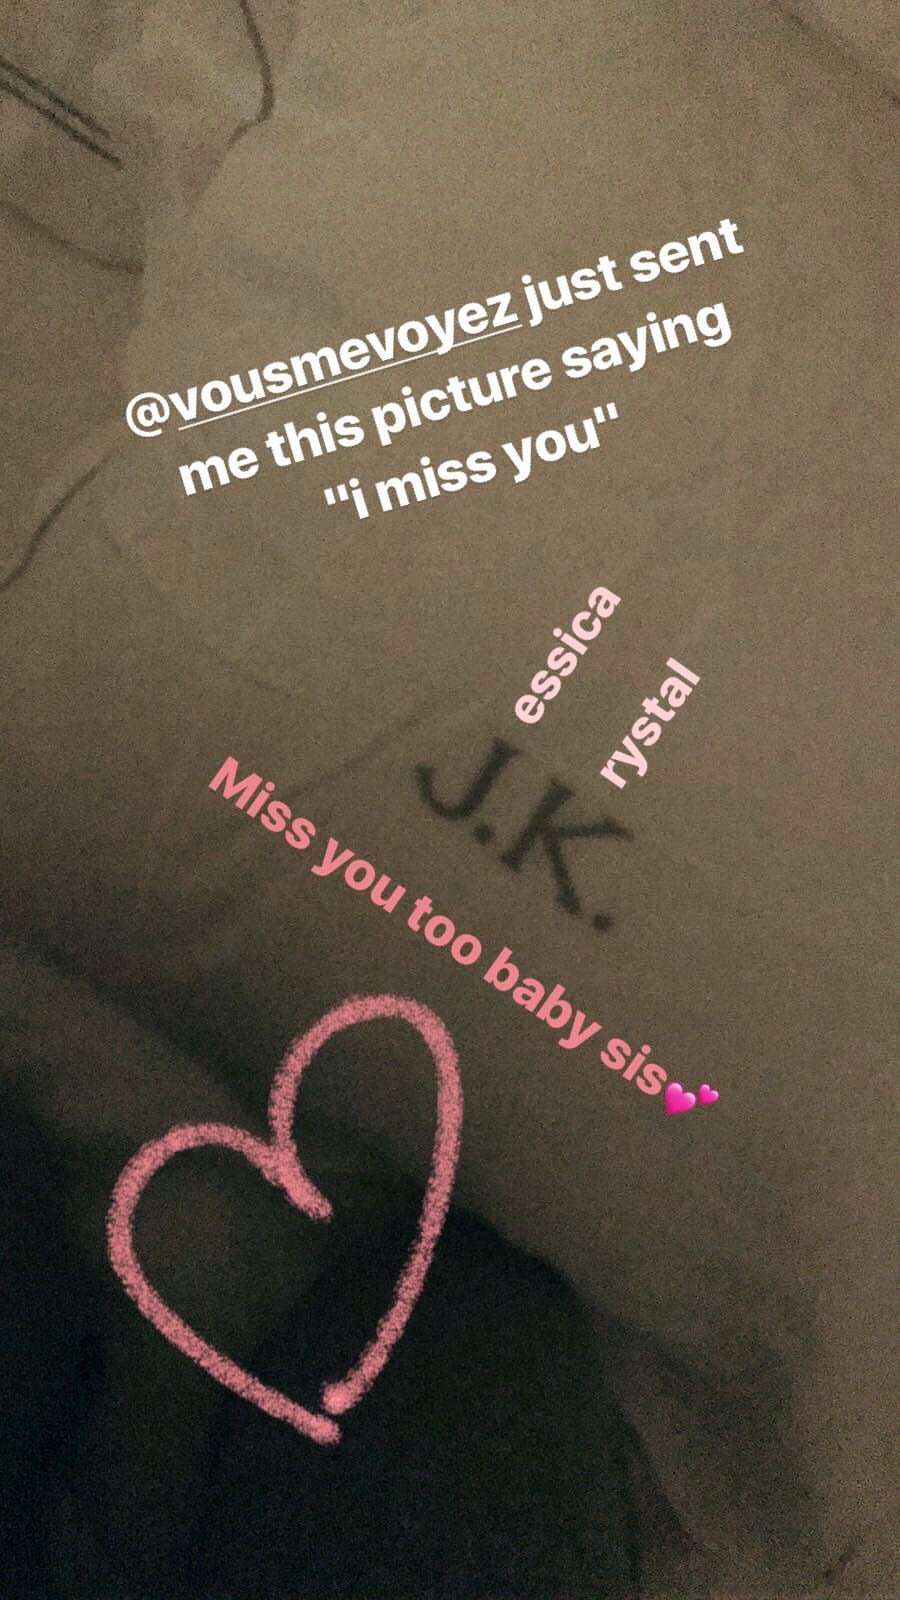 @vousmevoyez just sent
me this picture saying
"i miss you"
essica
rystal
J.K.
Miss you too baby sis💕